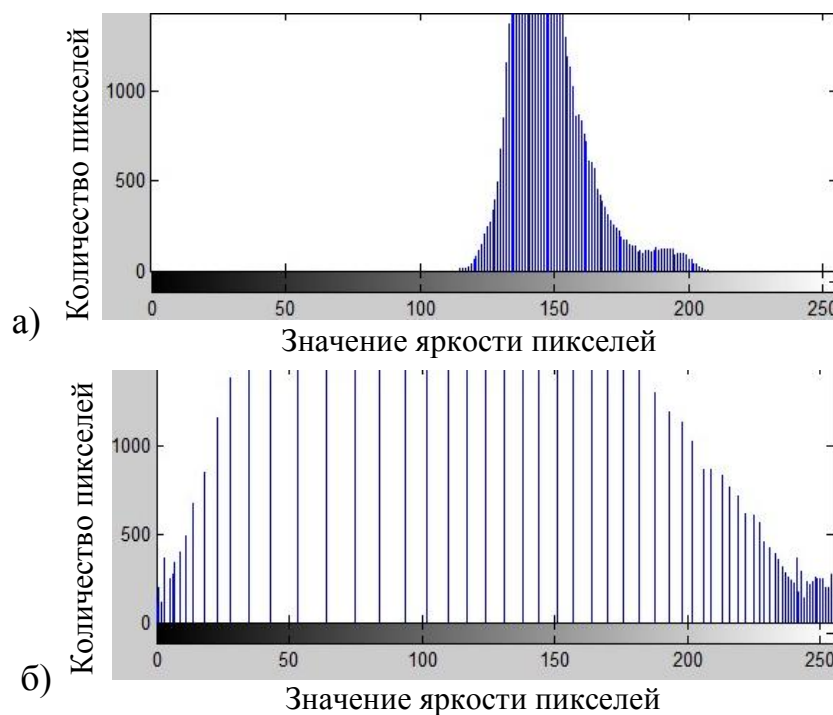 Количество пикселей
1000
500
0
0 50 100 150 200 250
а)
Значение яркости пикселей
Количество пикселей
1000
500
0
0 50 100 150 200 250
б)
Значение яркости пикселей